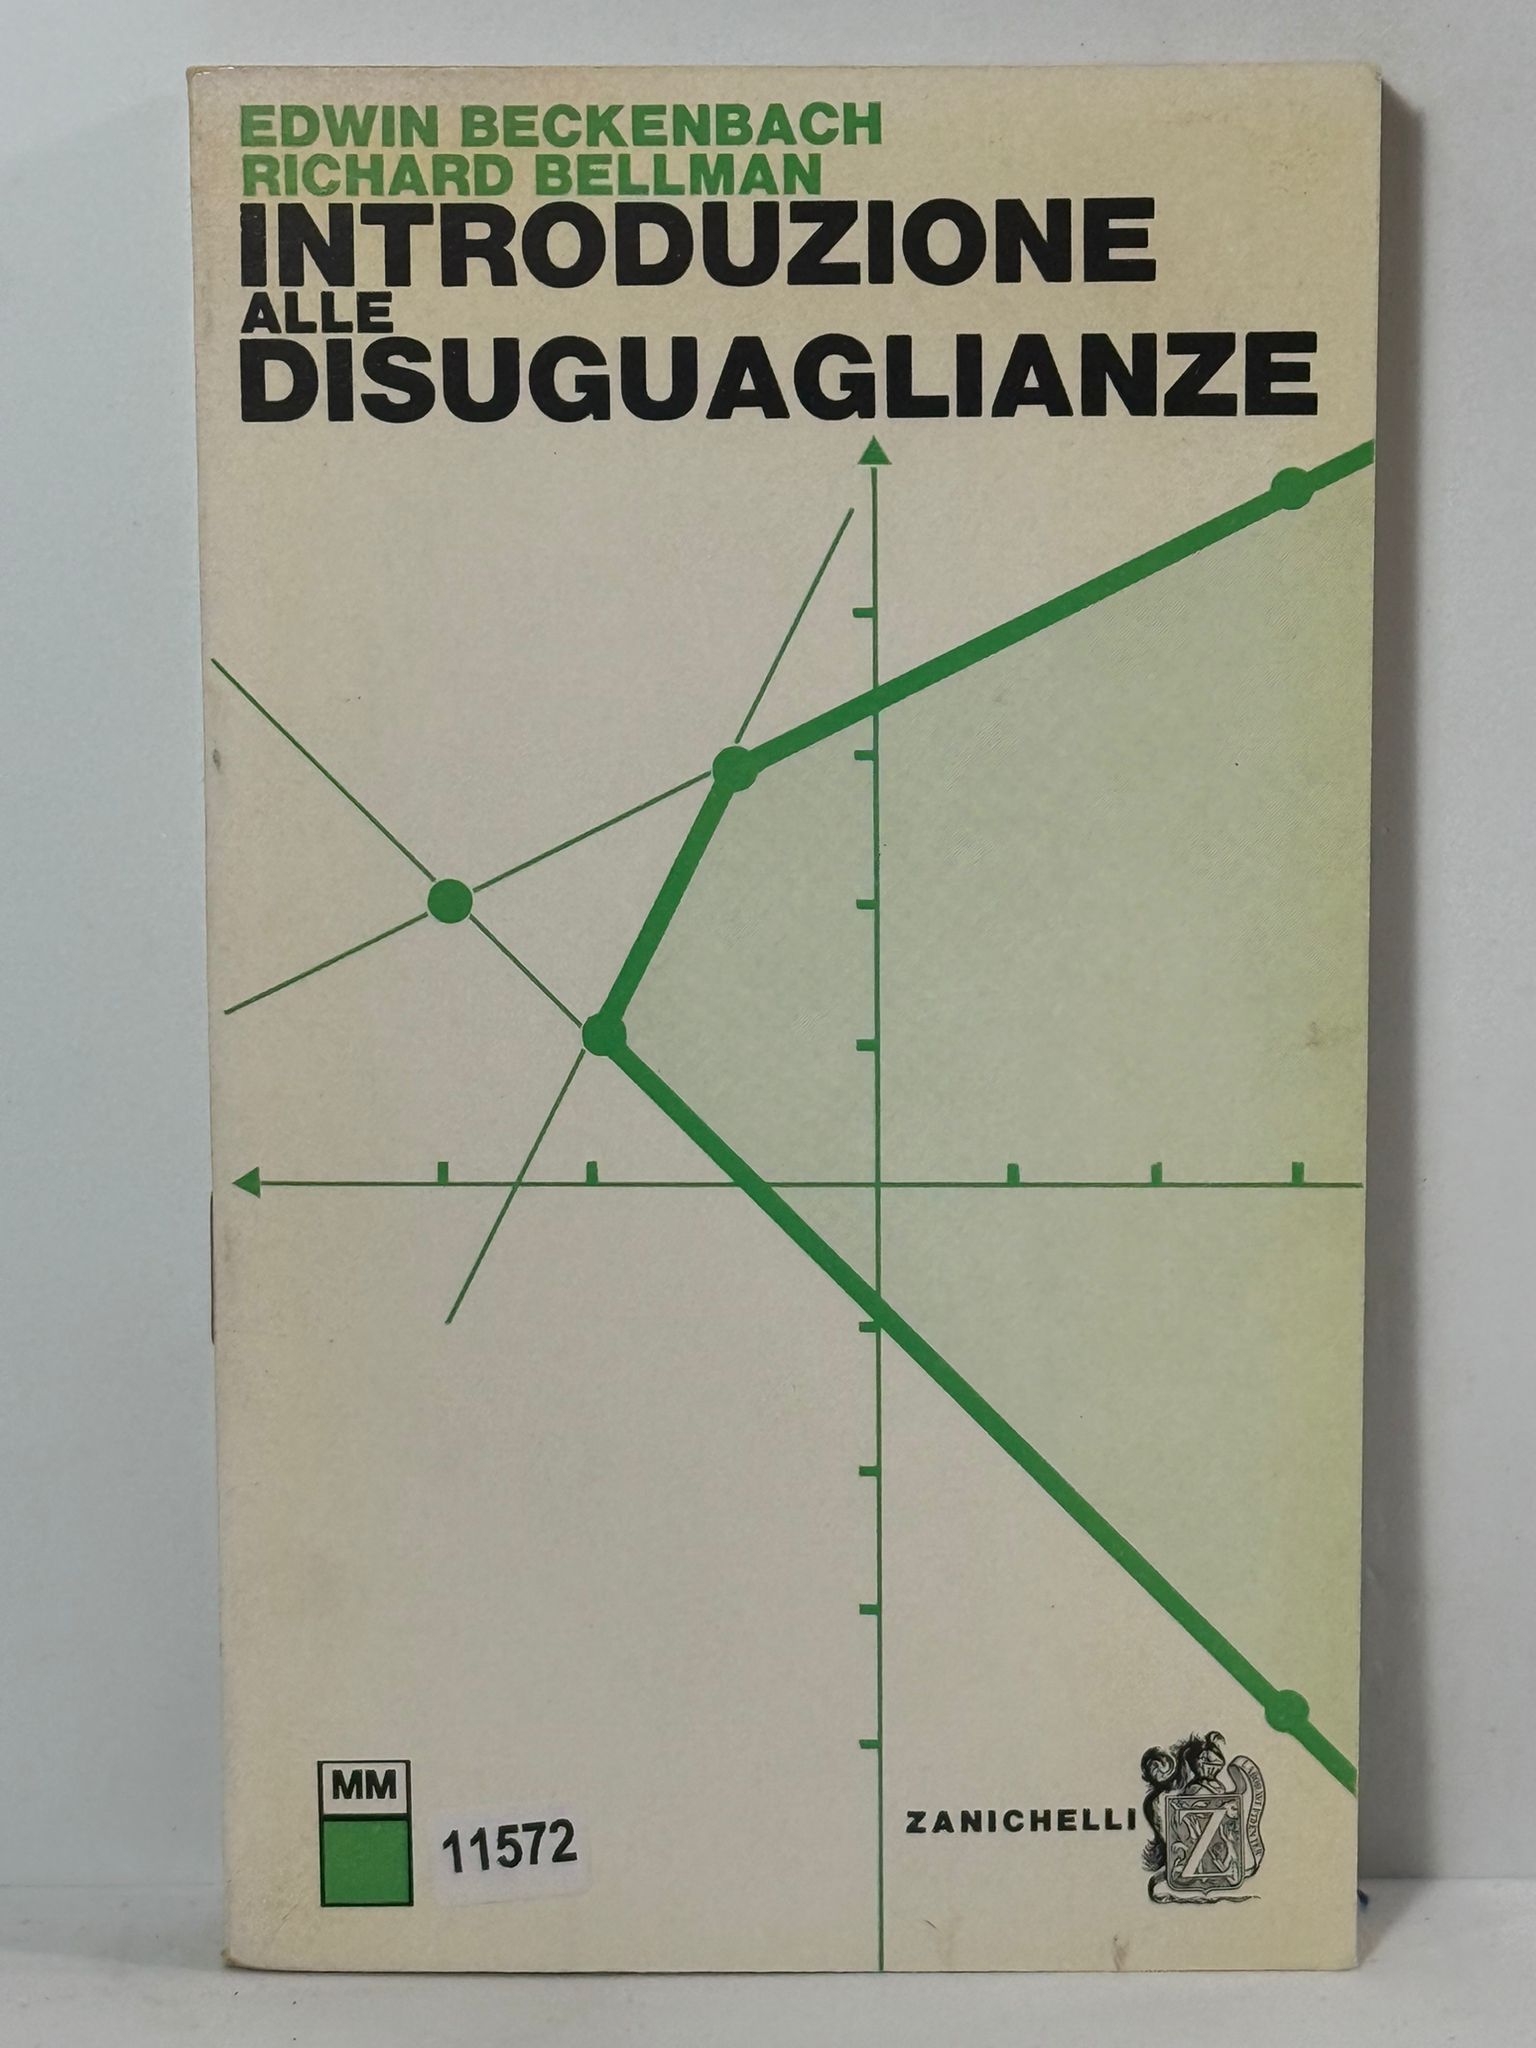 EDWIN BECKENBACH
RICHARD BELLMAN
INTRODUZIONE
ALLE
DISUGUAGLIANZE
MM
11572
ZANICHELLI
Z